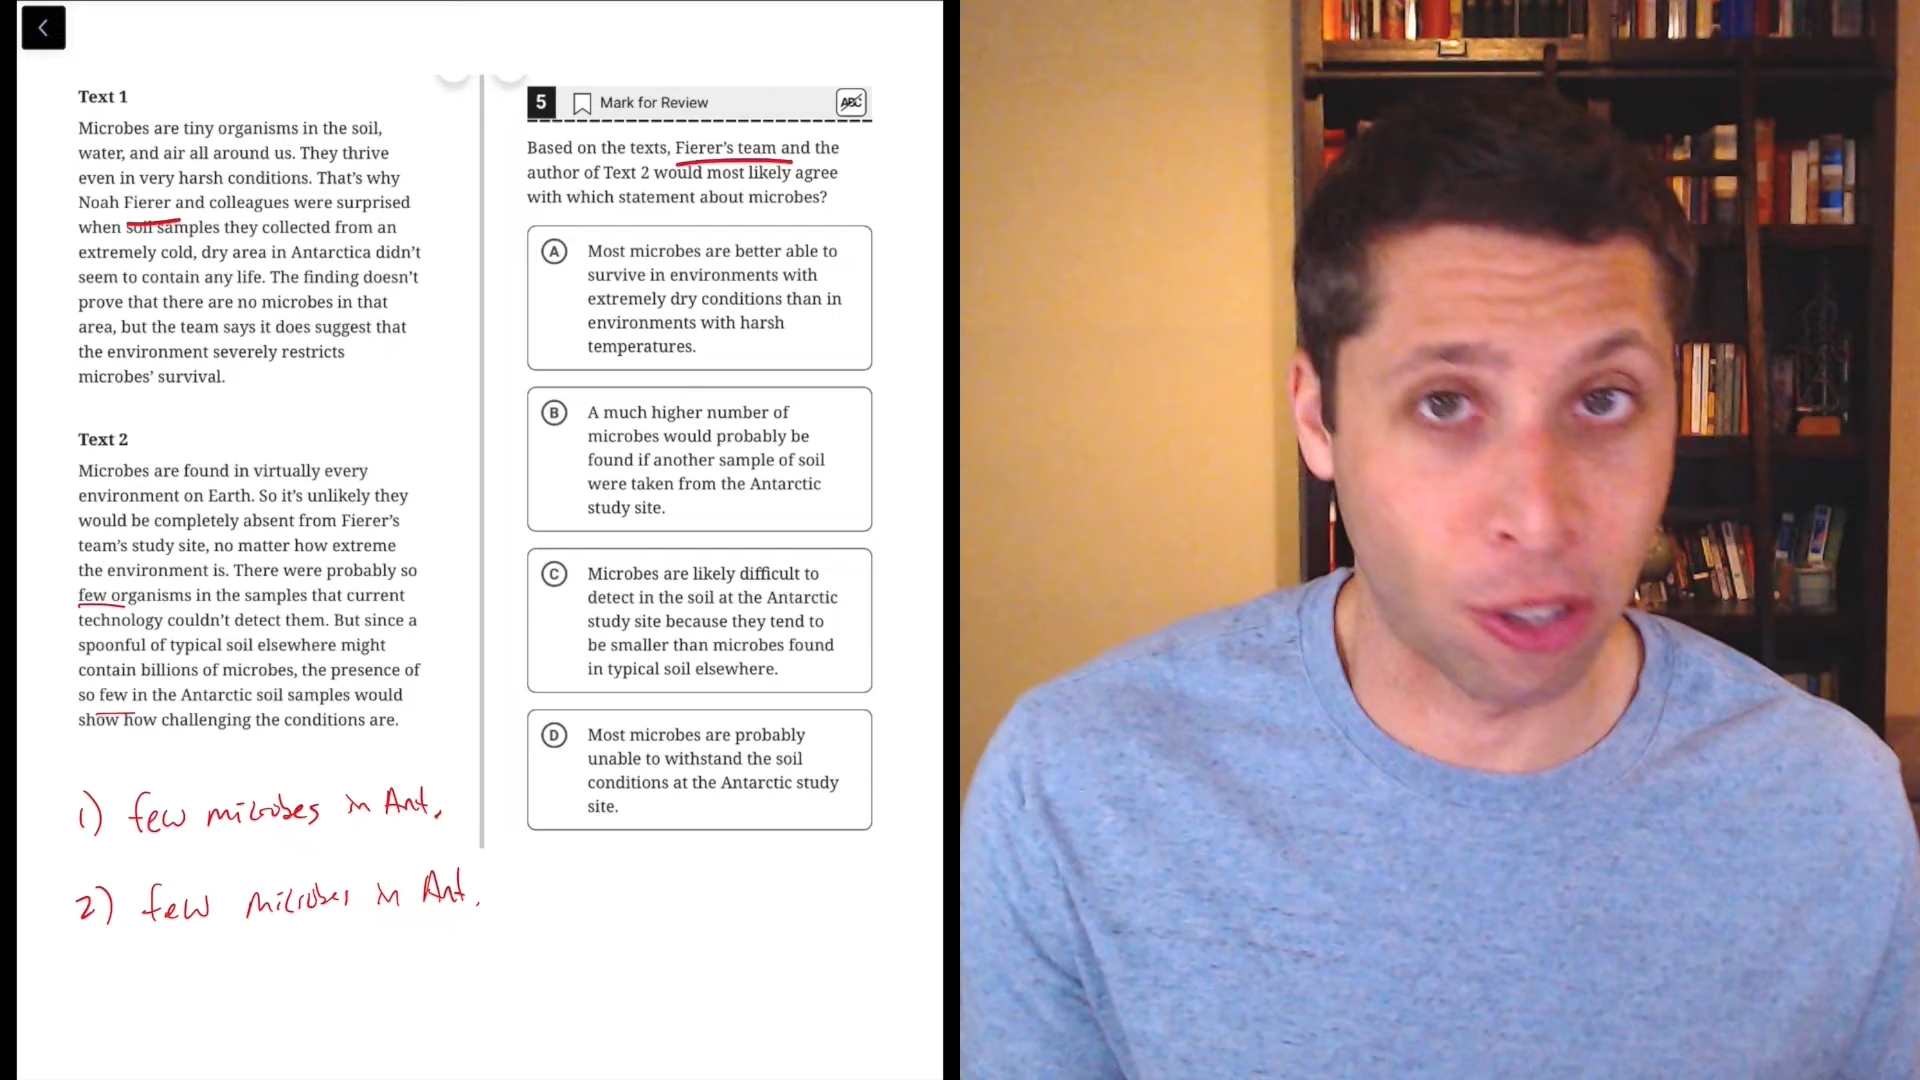 Text 1
Microbes are tiny organisms in the soil,
water, and air all around us. They thrive
even in very harsh conditions. That's why
Noah Fierer and colleagues were surprised
when soil samples they collected from an
extremely cold, dry area in Antarctica didn't
seem to contain any life. The finding doesn't
prove that there are no microbes in that
area, but the team says it does suggest that
the environment severely restricts
microbes' survival.
Text 2
Microbes are found in virtually every
environment on Earth. So it's unlikely they
would be completely absent from Fierer's
team's study site, no matter how extreme
the environment is. There were probably so
few organisms in the samples that current
technology couldn't detect them. But since a
spoonful of typical soil elsewhere might
contain billions of microbes, the presence of
so few in the Antarctic soil samples would
show how challenging the conditions are.
1) few microbes in Ant.
2) few microbes in Ant.
5 Mark for Review ABC
Based on the texts, Fierer's team and the
author of Text 2 would most likely agree
with which statement about microbes?
A Most microbes are better able to
survive in environments with
extremely dry conditions than in
environments with harsh
temperatures.
B A much higher number of
microbes would probably be
found if another sample of soil
were taken from the Antarctic
study site.
C Microbes are likely difficult to
detect in the soil at the Antarctic
study site because they tend to
be smaller than microbes found
in typical soil elsewhere.
D Most microbes are probably
unable to withstand the soil
conditions at the Antarctic study
site.